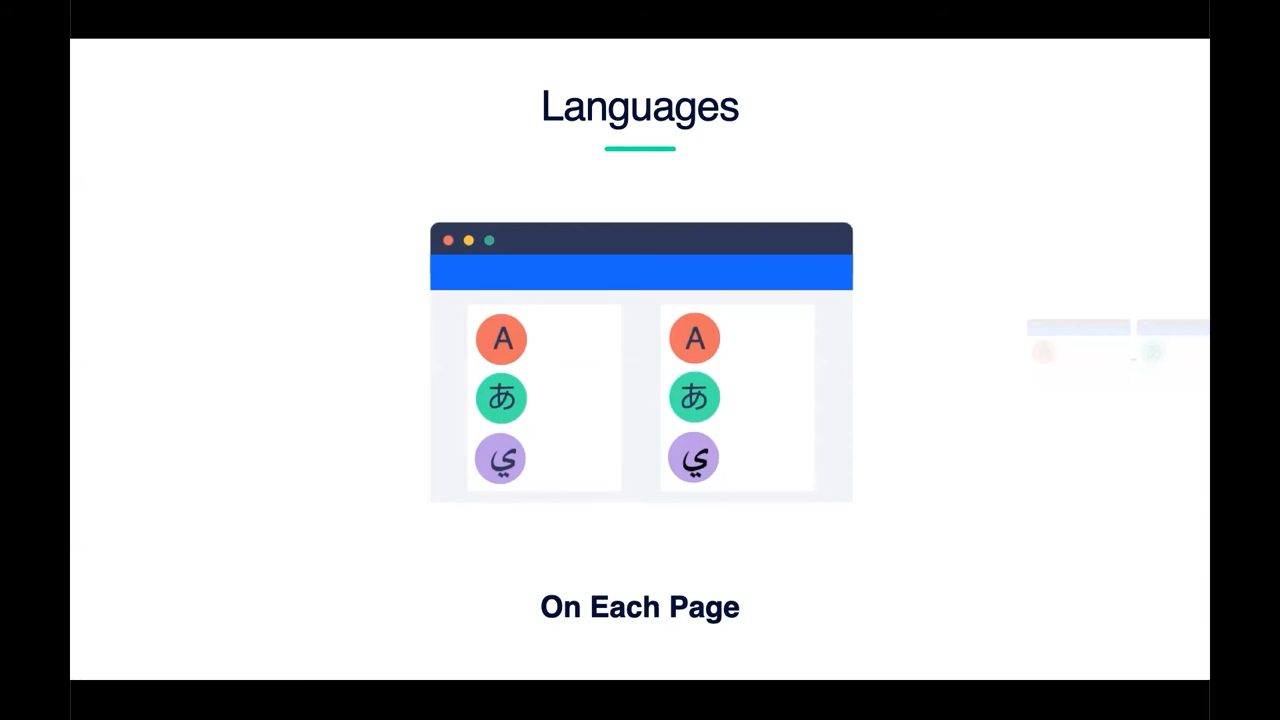 Languages
A A
あ あ
ي ي
On Each Page